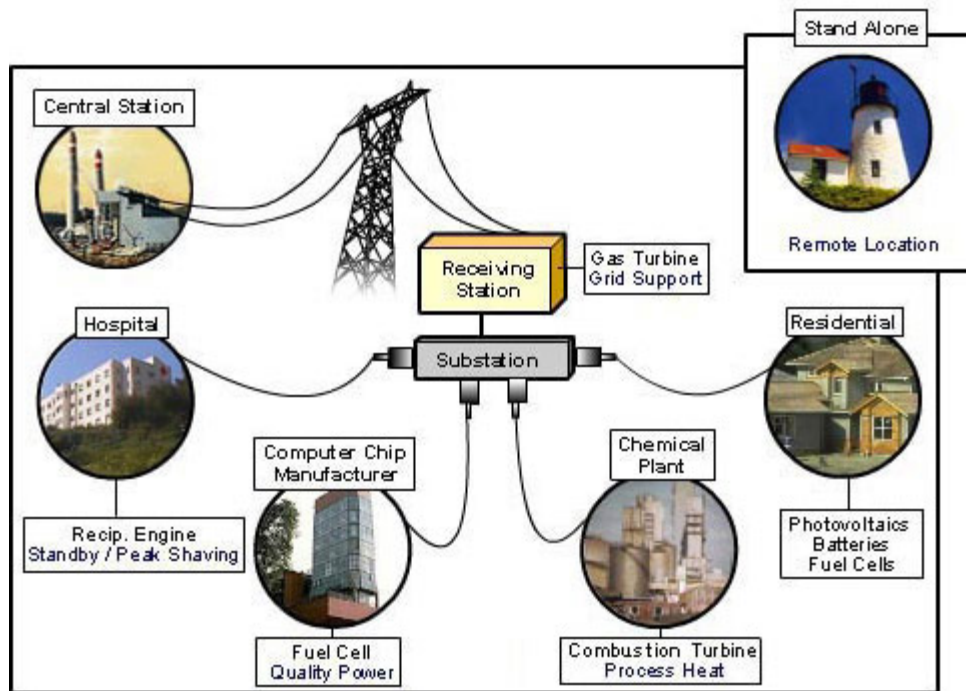 Stand Alone
Remote Location
Central Station
Receiving
Station
Gas Turbine
Grid Support
Hospital
Substation
Residential
Computer Chip
Manufacturer
Chemical
Plant
Recip. Engine
Standby / Peak Shaving
Photovoltaics
Batteries
Fuel Cells
Fuel Cell
Quality Power
Combustion Turbine
Process Heat